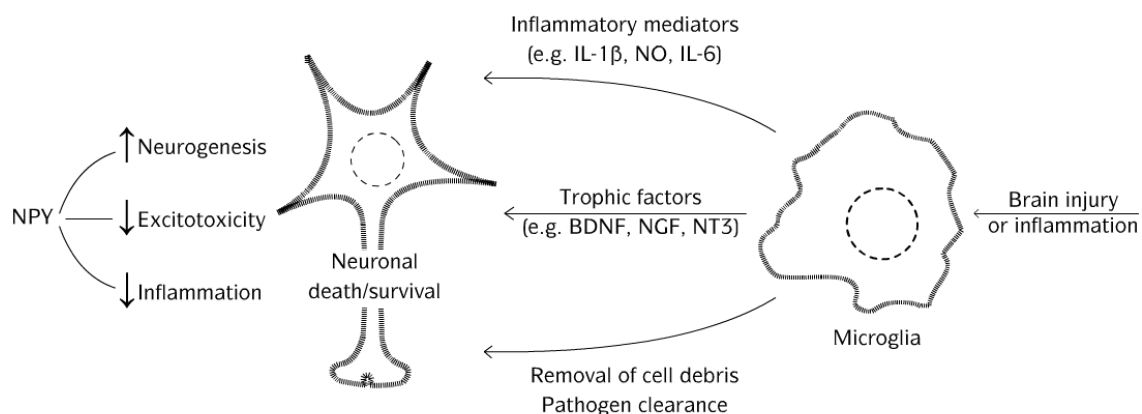 Inflammatory mediators
(e.g. IL-1β, NO, IL-6)
Neurogenesis
NPY
Excitotoxicity
Inflammation
Trophic factors
(e.g. BDNF, NGF, NT3)
Neuronal
death/survival
Brain injury
or inflammation
Microglia
Removal of cell debris
Pathogen clearance